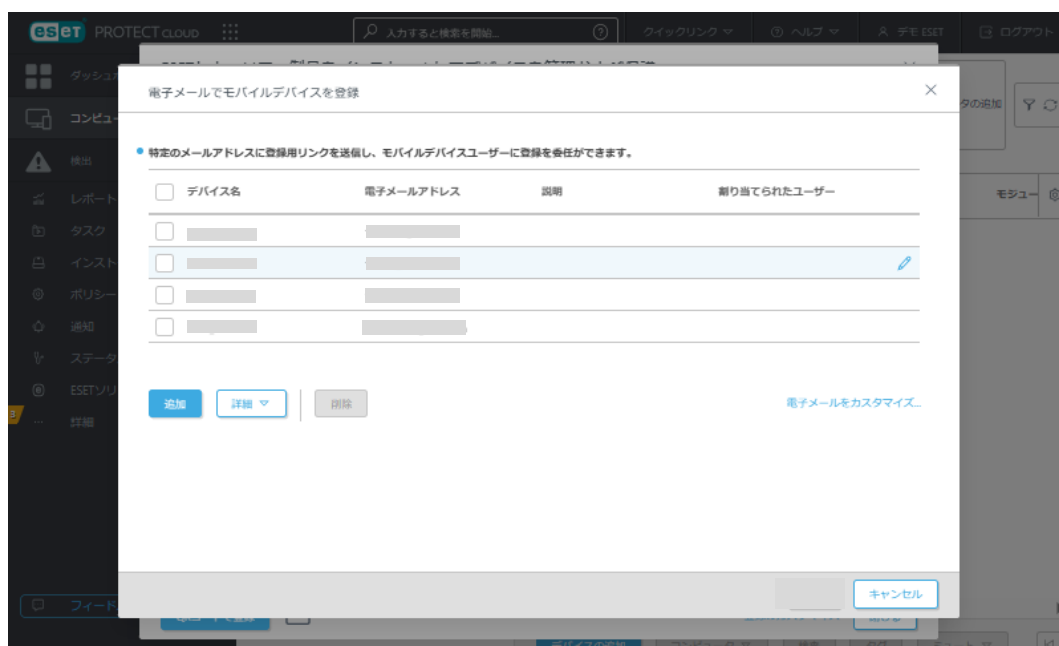 eset PROTECT CLOUD 入力すると検索を開始... クイックリンク ヘルプ デモ ESET ログアウト
ダッシュ
電子メールでモバイルデバイスを登録
タの追加
コンピュ
特定のメールアドレスに登録用リンクを送信し、モバイルデバイスユーザーに登録を委任ができます。
検出
デバイス名 電子メールアドレス 説明 割り当てられたユーザー
モジュー
レポート
タスク
インスト
ポリシー
通知
ステータ
ESETソリ
追加 詳細 削除 電子メールをカスタマイズ...
詳細
キャンセル
フィード
デバイスの追加